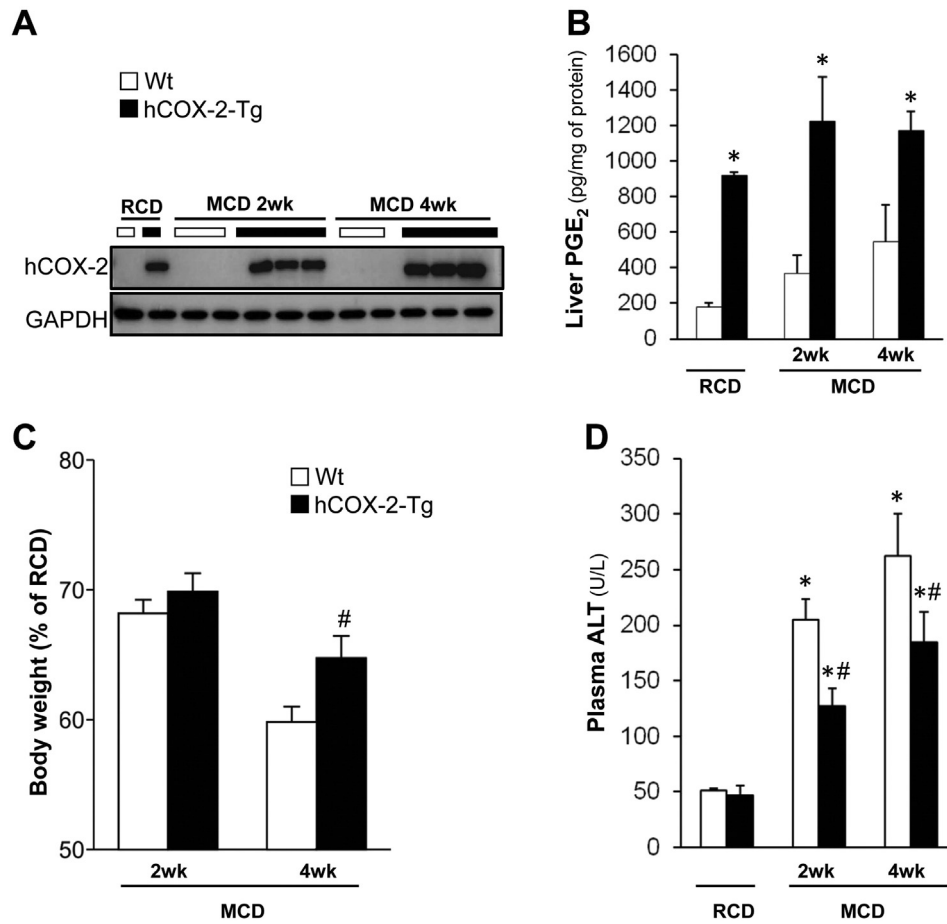 A
Wt
hCOX-2-Tg
RCD
MCD 2wk
MCD 4wk
hCOX-2
GAPDH
B
Liver PGE2 (pg/mg of protein)
1600
1400
1200
1000
800
600
400
200
0
*
*
*
2wk
4wk
RCD
MCD
C
Body weight (% of RCD)
80
70
60
50
Wt
hCOX-2-Tg
#
2wk
4wk
MCD
D
Plasma ALT (U/L)
350
300
250
200
150
100
50
0
*
*#
*
*#
2wk
4wk
RCD
MCD